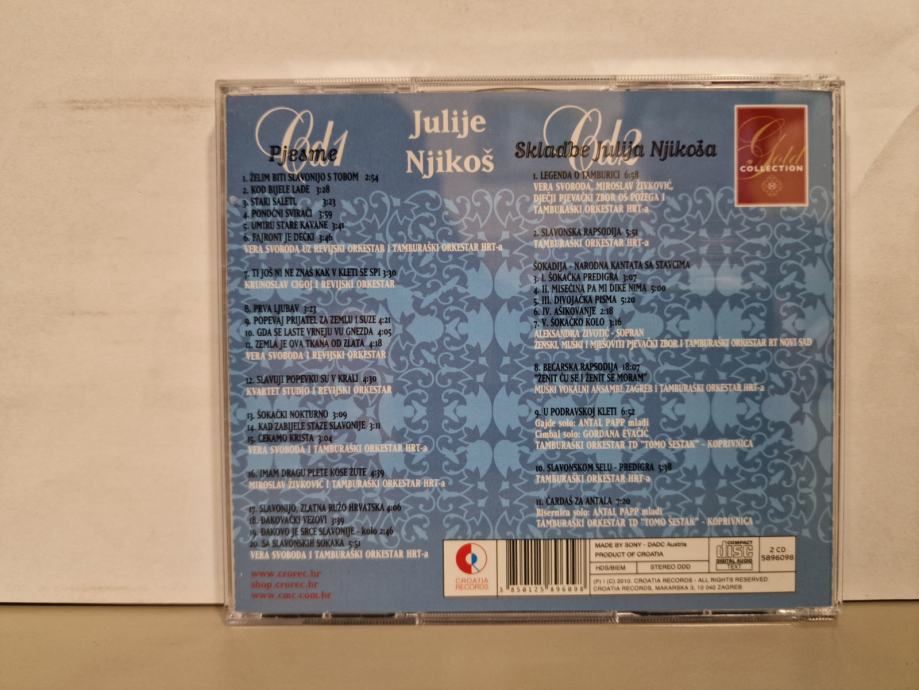 Cd1
Pjesme
1. ŽELIM BITI SLAVONIJO S TOBOM 2:54
2. KOD BIJELE LAĐE 3:28
3. STARI SALETL 3:23
4. PONOĆNI SVIRAČI 3:59
5. UMIRU STARE KAVANE 3:41
6. FAJRONT JE DEČKI 3:46
VERA SVOBODA UZ REVIJSKI ORKESTAR I TAMBURAŠKI ORKESTAR HRT-a
7. TI JOŠ NI NE ZNAŠ KAK V KLETI SE SPI 3:30
KRUNOSLAV CIGOJ I REVIJSKI ORKESTAR
8. PRVA LJUBAV 3:23
9. POPEVAJ PRIJATEL ZA ZEMLU I SUZE 4:21
10. GDA SE LASTE VRNEJU VU GNEZDA 4:05
11. ZEMLA JE OVA TKANA OD ZLATA 4:18
VERA SVOBODA I REVIJSKI ORKESTAR
12. SLAVUJI POPEVKU SU V KRALI 4:39
KVARTET STUDIO I REVIJSKI ORKESTAR
13. ŠOKAČKI NOKTURNO 3:09
14. KAD ZABIJELE STAZE SLAVONIJE 3:11
15. ČEKAMO KRISTA 3:04
VERA SVOBODA I TAMBURAŠKI ORKESTAR HRT-a
16. IMAM DRAGU PLETE KOSE ŽUTE 4:39
MIROSLAV ŽIVKOVIĆ I TAMBURAŠKI ORKESTAR HRT-a
17. SLAVONIJO, ZLATNA RUŽO HRVATSKA 4:06
18. ĐAKOVAČKI VEZOVI 3:39
19. ĐAKOVO JE SRCE SLAVONIJE - kolo 2:46
20. SA SLAVONSKIH SOKAKA 5:51
VERA SVOBODA I TAMBURAŠKI ORKESTAR HRT-a
www.crorec.hr
shop.crorec.hr
www.cmc.com.hr
Julije
Njikoš
Cd2
Skladbe Julija Njikoša
1. LEGENDA O TAMBURICI 6:58
VERA SVOBODA, MIROSLAV ŽIVKOVIĆ,
DJEČJI PJEVAČKI ZBOR OŠ POŽEGA I
TAMBURAŠKI ORKESTAR HRT-a
2. SLAVONSKA RAPSODIJA 5:51
TAMBURAŠKI ORKESTAR HRT-a
ŠOKADIJA - NARODNA KANTATA SA STAVCIMA
3. I. ŠOKAČKA PREDIGRA 3:07
4. II. MISEČINA PA MI DIKE NIMA 5:00
5. III. DIVOJAČKA PISMA 5:20
6. IV. AŠIKOVANJE 2:18
7. V. ŠOKAČKO KOLO 3:16
ALEKSANDRA ŽIVOTIĆ - SOPRAN
ŽENSKI, MUŠKI I MJEŠOVITI PJEVAČKI ZBOR I TAMBURAŠKI ORKESTAR RT NOVI SAD
8. BEĆARSKA RAPSODIJA 18:07
"ŽENIT ĆU SE I ŽENIT SE MORAM"
MUŠKI VOKALNI ANSAMBL ZAGREB I TAMBURAŠKI ORKESTAR HRT-a
9. U PODRAVSKOJ KLETI 6:52
Gajde solo: ANTAL PAPP mlađi
Cimbal solo: GORDANA EVAČIĆ
TAMBURAŠKI ORKESTAR TD "TOMO ŠESTAK" - KOPRIVNICA
10. SLAVONSKOM SELU - PREDIGRA 5:38
TAMBURAŠKI ORKESTAR HRT-a
11. ČARDAŠ ZA ANTALA 7:20
Bisernica solo: ANTAL PAPP mlađi
TAMBURAŠKI ORKESTAR TD "TOMO ŠESTAK" - KOPRIVNICA
Gold
COLLECTION
CROATIA
RECORDS
3 850125 896098
MADE BY SONY - DADC Austria
PRODUCT OF CROATIA
HDS/BIEM STEREO DDD
(P) i (C) 2010. CROATIA RECORDS - ALL RIGHTS RESERVED
CROATIA RECORDS, MAKARSKA 3, 10 040 ZAGREB
COMPACT
disc
DIGITAL AUDIO
TEXT
2 CD
5896098